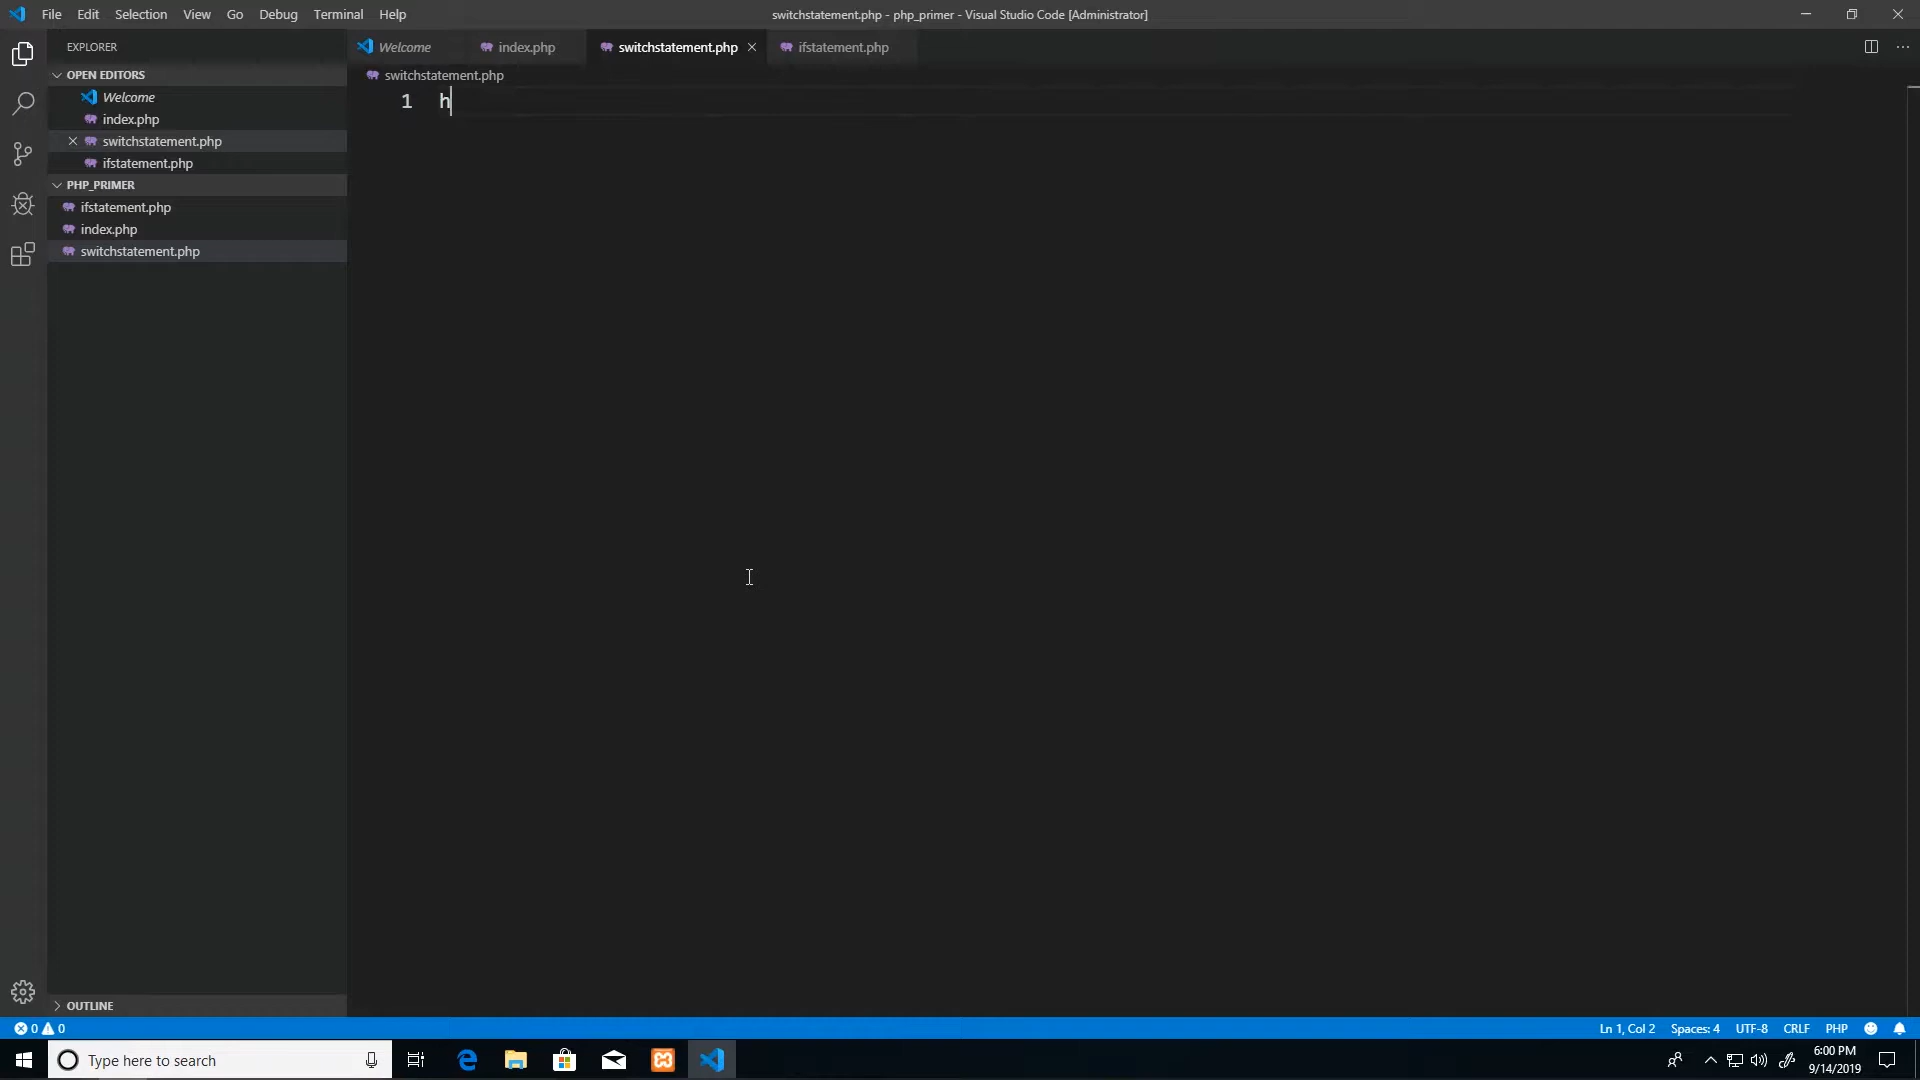 File Edit Selection View Go Debug Terminal Help
switchstatement.php - php_primer - Visual Studio Code [Administrator]
EXPLORER
OPEN EDITORS
Welcome
index.php
switchstatement.php
ifstatement.php
PHP_PRIMER
ifstatement.php
index.php
switchstatement.php
OUTLINE
Welcome index.php switchstatement.php ifstatement.php
switchstatement.php
1 h
0 0
Ln 1, Col 2 Spaces: 4 UTF-8 CRLF PHP
Type here to search
6:00 PM
9/14/2019